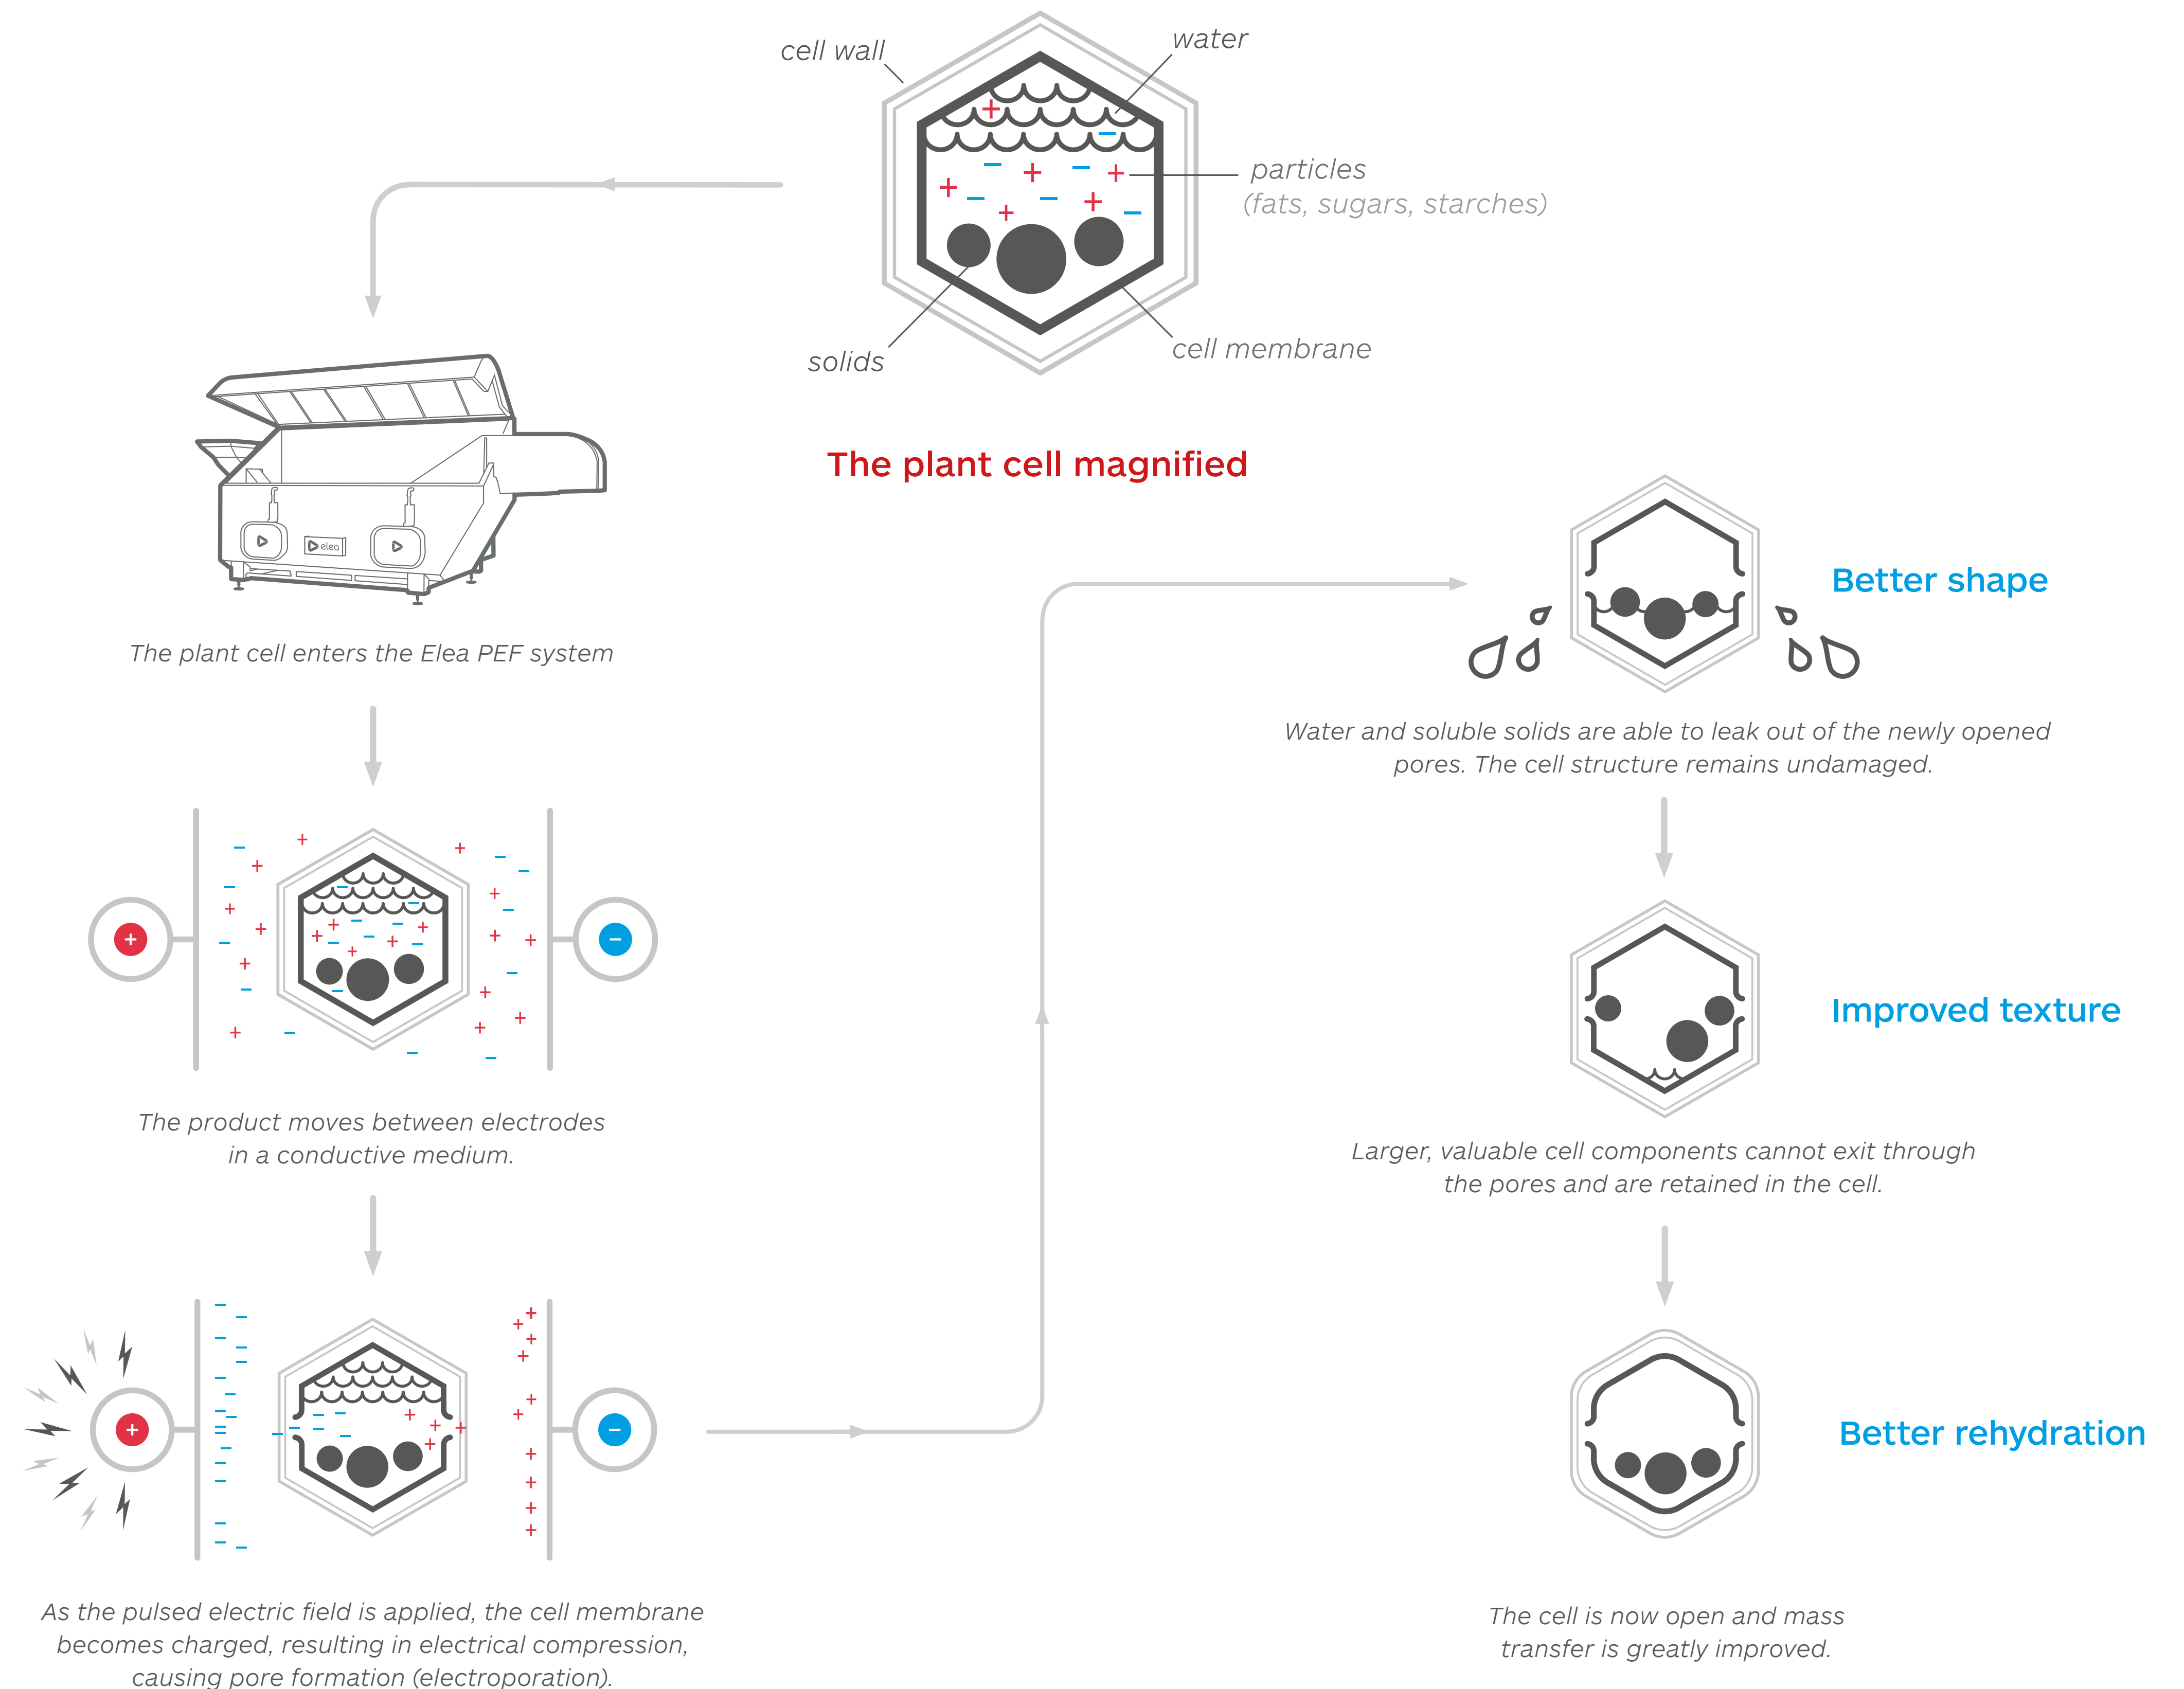 cell wall
water
particles
(fats, sugars, starches)
solids
cell membrane
The plant cell magnified
elea
The plant cell enters the Elea PEF system
+
−
The product moves between electrodes
in a conductive medium.
+
−
As the pulsed electric field is applied, the cell membrane
becomes charged, resulting in electrical compression,
causing pore formation (electroporation).
Better shape
Water and soluble solids are able to leak out of the newly opened
pores. The cell structure remains undamaged.
Improved texture
Larger, valuable cell components cannot exit through
the pores and are retained in the cell.
Better rehydration
The cell is now open and mass
transfer is greatly improved.